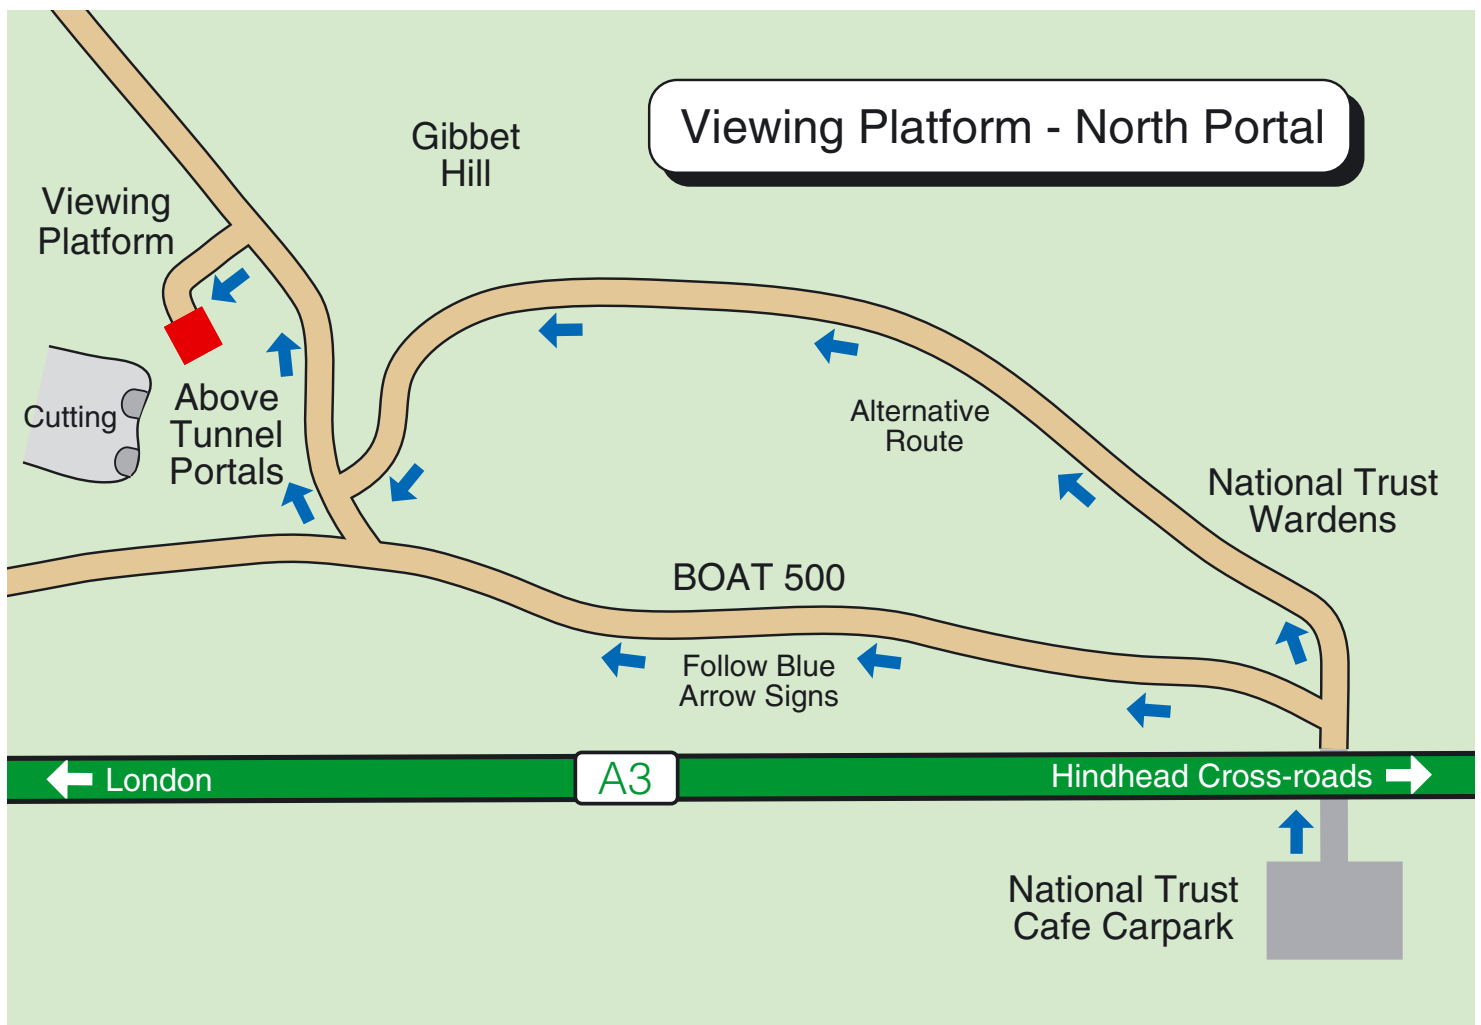 Viewing Platform - North Portal
Gibbet
Hill
Viewing
Platform
Cutting
Above
Tunnel
Portals
Alternative
Route
National Trust
Wardens
BOAT 500
Follow Blue
Arrow Signs
London
A3
Hindhead Cross-roads
National Trust
Cafe Carpark